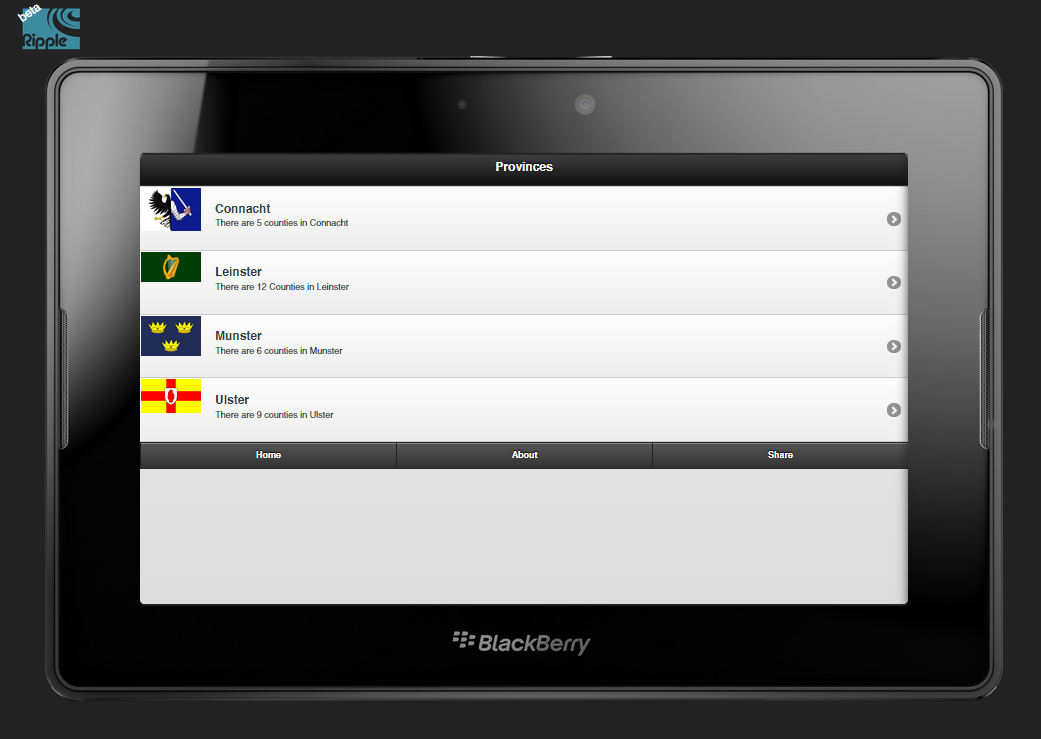 beta
Ripple
Provinces
Connacht
There are 5 counties in Connacht
Leinster
There are 12 Counties in Leinster
Munster
There are 6 counties in Munster
Ulster
There are 9 counties in Ulster
Home About Share
BlackBerry